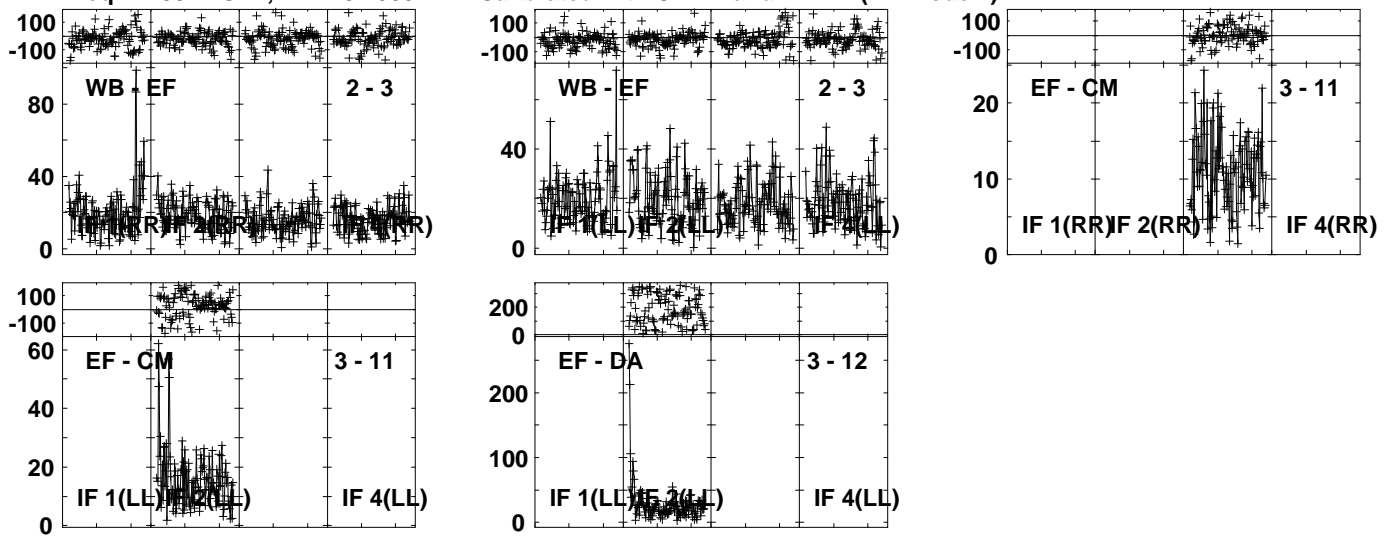 100 100 100
-100 -100 -100
WB - EF 2 - 3 WB - EF 2 - 3 EF - CM 3 - 11
80
40
0
IF 2(RR) IF 4(RR)
40
0
IF 1(LL) IF 2(LL) IF 4(LL)
20
10
0
IF 1(RR) IF 2(RR) IF 4(RR)
100 200
-100 0
EF - CM 3 - 11 EF - DA 3 - 12
60
40
20
0
IF 1(LL) IF 2(LL) IF 4(LL)
200
100
0
IF 1(LL) IF 2(LL) IF 4(LL)